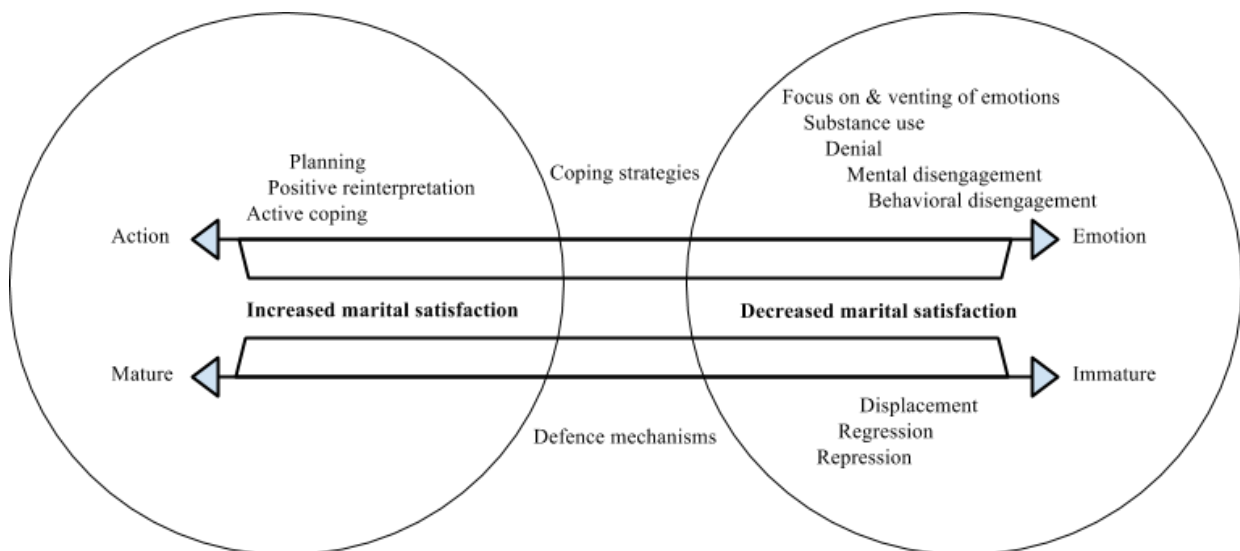 Focus on & venting of emotions
Substance use
Denial
Planning
Coping strategies
Mental disengagement
Positive reinterpretation
Behavioral disengagement
Active coping
Action
Emotion
Increased marital satisfaction
Decreased marital satisfaction
Mature
Immature
Displacement
Defence mechanisms
Regression
Repression